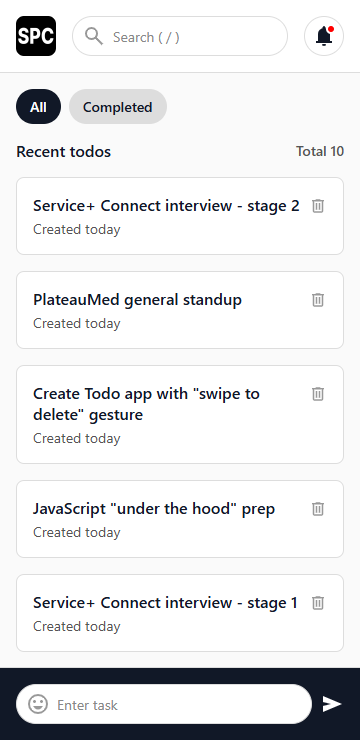 SPC
Search ( / )
All
Completed
Recent todos
Total 10
Service+ Connect interview - stage 2
Created today
PlateauMed general standup
Created today
Create Todo app with "swipe to
delete" gesture
Created today
JavaScript "under the hood" prep
Created today
Service+ Connect interview - stage 1
Created today
Enter task